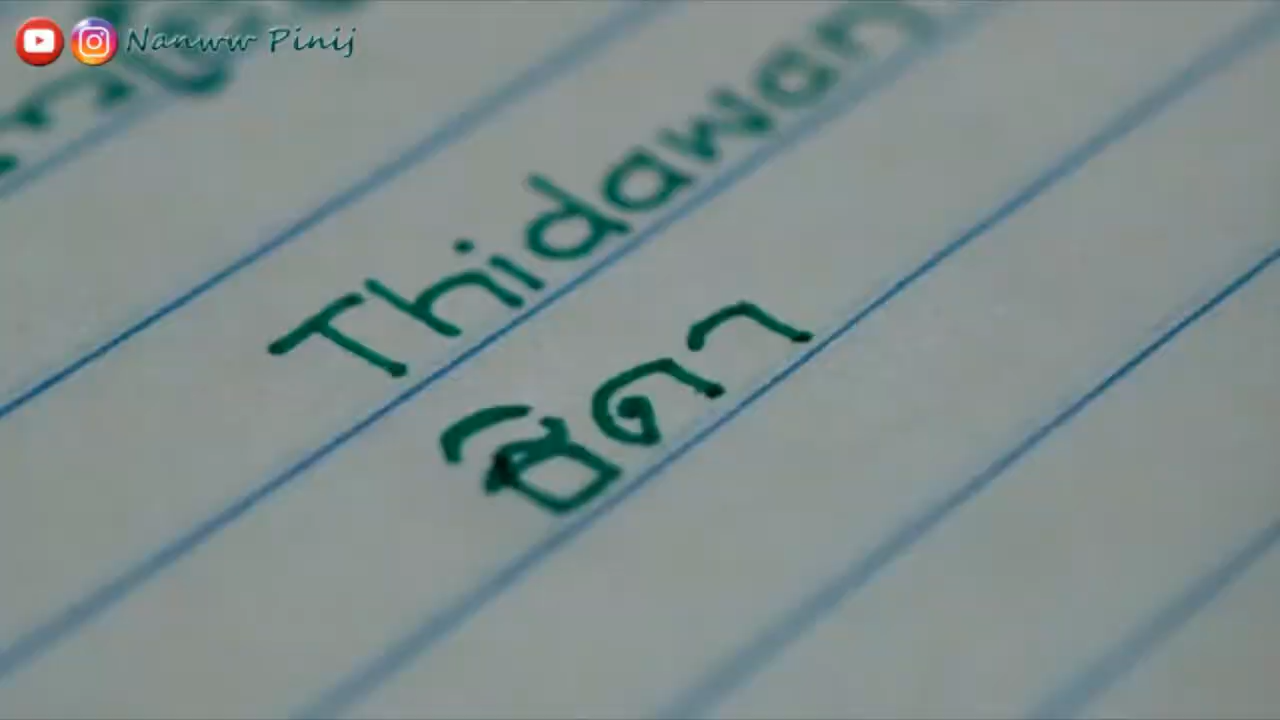 Nanww Pinij
Thidawan
ธิดา